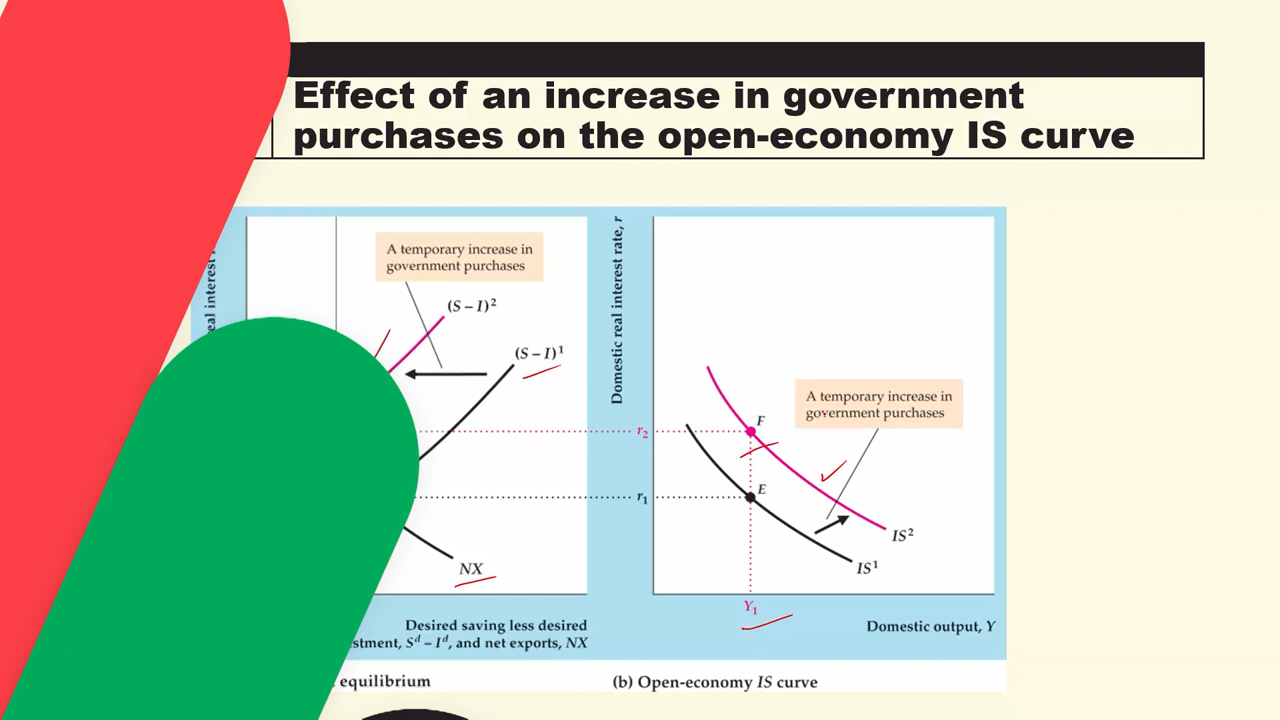 Effect of an increase in government
purchases on the open-economy IS curve
A temporary increase in
government purchases
(S – I)²
(S – I)¹
NX
Desired saving less desired
Sᵈ – Iᵈ, and net exports, NX
equilibrium
Domestic real interest rate, r
r₂
r₁
A temporary increase in
government purchases
F
E
IS²
IS¹
Y₁
Domestic output, Y
(b) Open-economy IS curve
real interest